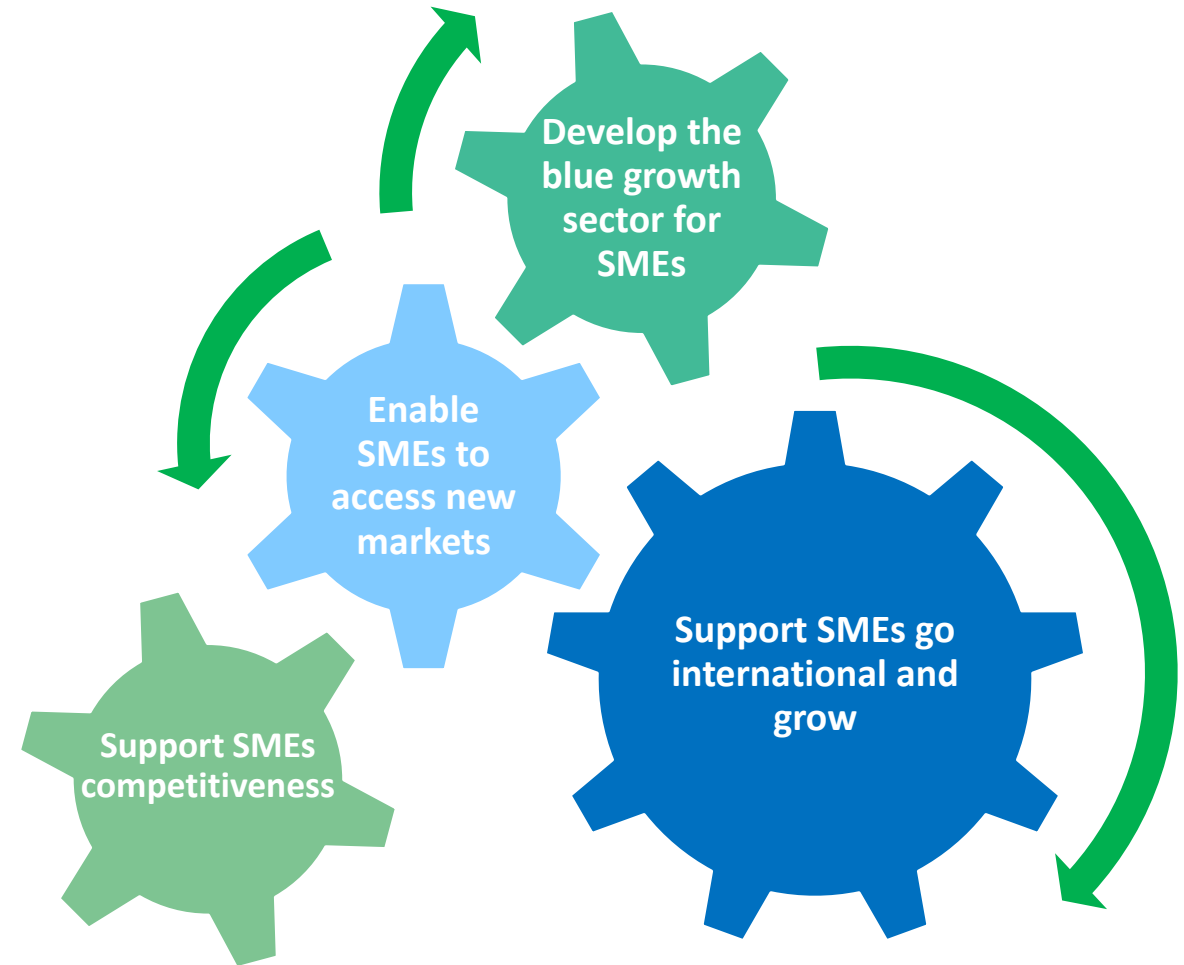 Develop the
blue growth
sector for
SMEs
Enable
SMEs to
access new
markets
Support SMEs go
international and
grow
Support SMEs
competitiveness